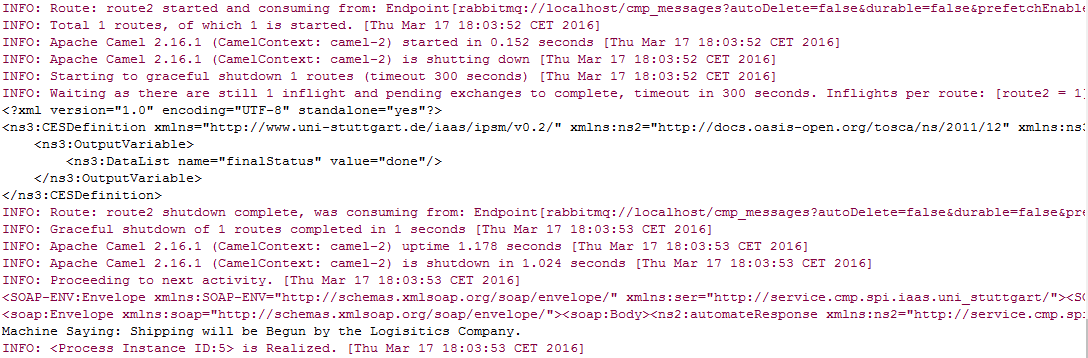 INFO: Route: route2 started and consuming from: Endpoint[rabbitmq://localhost/cmp_messages?autoDelete=false&durable=false&prefetchEnable
INFO: Total 1 routes, of which 1 is started. [Thu Mar 17 18:03:52 CET 2016]
INFO: Apache Camel 2.16.1 (CamelContext: camel-2) started in 0.152 seconds [Thu Mar 17 18:03:52 CET 2016]
INFO: Apache Camel 2.16.1 (CamelContext: camel-2) is shutting down [Thu Mar 17 18:03:52 CET 2016]
INFO: Starting to graceful shutdown 1 routes (timeout 300 seconds) [Thu Mar 17 18:03:52 CET 2016]
INFO: Waiting as there are still 1 inflight and pending exchanges to complete, timeout in 300 seconds. Inflights per route: [route2 = 1]
<?xml version="1.0" encoding="UTF-8" standalone="yes"?>
<ns3:CESDefinition xmlns="http://www.uni-stuttgart.de/iaas/ipsm/v0.2/" xmlns:ns2="http://docs.oasis-open.org/tosca/ns/2011/12" xmlns:ns3
    <ns3:OutputVariable>
        <ns3:DataList name="finalStatus" value="done"/>
    </ns3:OutputVariable>
</ns3:CESDefinition>
INFO: Route: route2 shutdown complete, was consuming from: Endpoint[rabbitmq://localhost/cmp_messages?autoDelete=false&durable=false&pre
INFO: Graceful shutdown of 1 routes completed in 1 seconds [Thu Mar 17 18:03:53 CET 2016]
INFO: Apache Camel 2.16.1 (CamelContext: camel-2) uptime 1.178 seconds [Thu Mar 17 18:03:53 CET 2016]
INFO: Apache Camel 2.16.1 (CamelContext: camel-2) is shutdown in 1.024 seconds [Thu Mar 17 18:03:53 CET 2016]
INFO: Proceeding to next activity. [Thu Mar 17 18:03:53 CET 2016]
<SOAP-ENV:Envelope xmlns:SOAP-ENV="http://schemas.xmlsoap.org/soap/envelope/" xmlns:ser="http://service.cmp.spi.iaas.uni_stuttgart/"><SO
<soap:Envelope xmlns:soap="http://schemas.xmlsoap.org/soap/envelope/"><soap:Body><ns2:automateResponse xmlns:ns2="http://service.cmp.spi
Machine Saying: Shipping will be Begun by the Logisitics Company.
INFO: <Process Instance ID:5> is Realized. [Thu Mar 17 18:03:53 CET 2016]